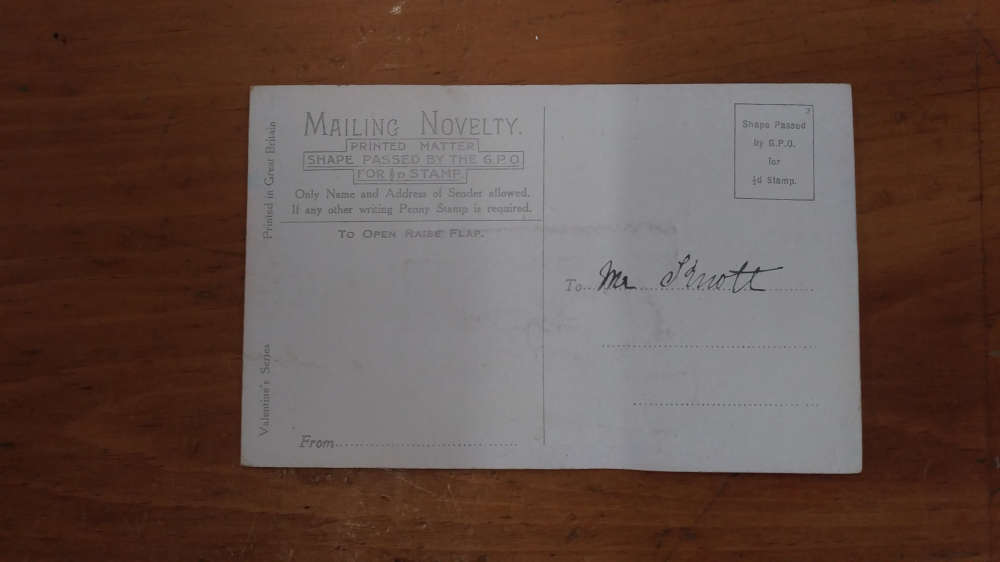 MAILING NOVELTY.
PRINTED MATTER
SHAPE PASSED BY THE G.P.O
FOR ½D STAMP.
Only Name and Address of Sender allowed.
If any other writing Penny Stamp is required.
TO OPEN RAISE FLAP.
Printed in Great Britain
Valentine's Series
From
Shape Passed
by G.P.O.
for
½d Stamp.
To Mr